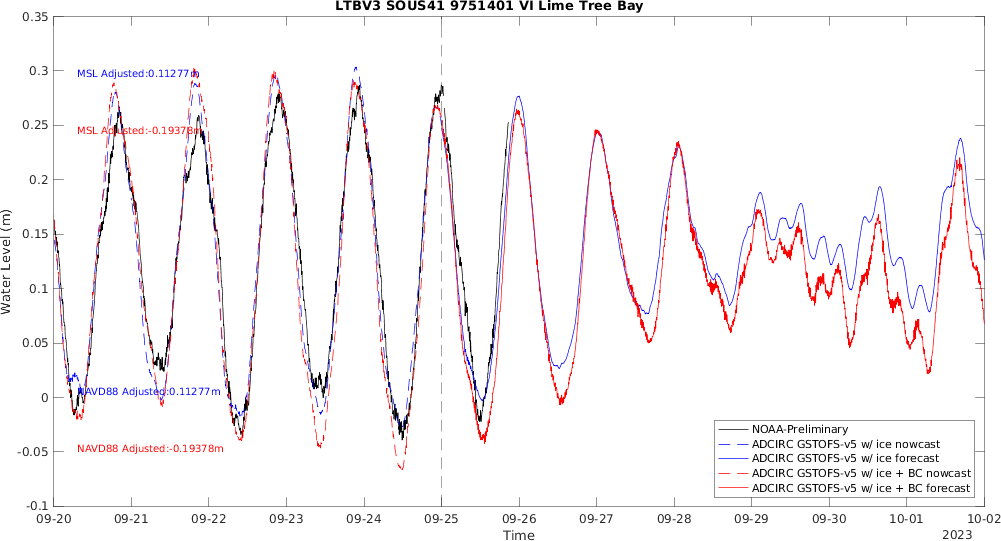 LTBV3 SOUS41 9751401 VI Lime Tree Bay
0.35
0.3
0.25
0.2
0.15
0.1
0.05
0
-0.05
-0.1
Water Level (m)
MSL Adjusted:0.11277m
MSL Adjusted:-0.19378m
NAVD88 Adjusted:0.11277m
NAVD88 Adjusted:-0.19378m
NOAA-Preliminary
ADCIRC GSTOFS-v5 w/ ice nowcast
ADCIRC GSTOFS-v5 w/ ice forecast
ADCIRC GSTOFS-v5 w/ ice + BC nowcast
ADCIRC GSTOFS-v5 w/ ice + BC forecast
09-20 09-21 09-22 09-23 09-24 09-25 09-26 09-27 09-28 09-29 09-30 10-01 10-02
Time
2023